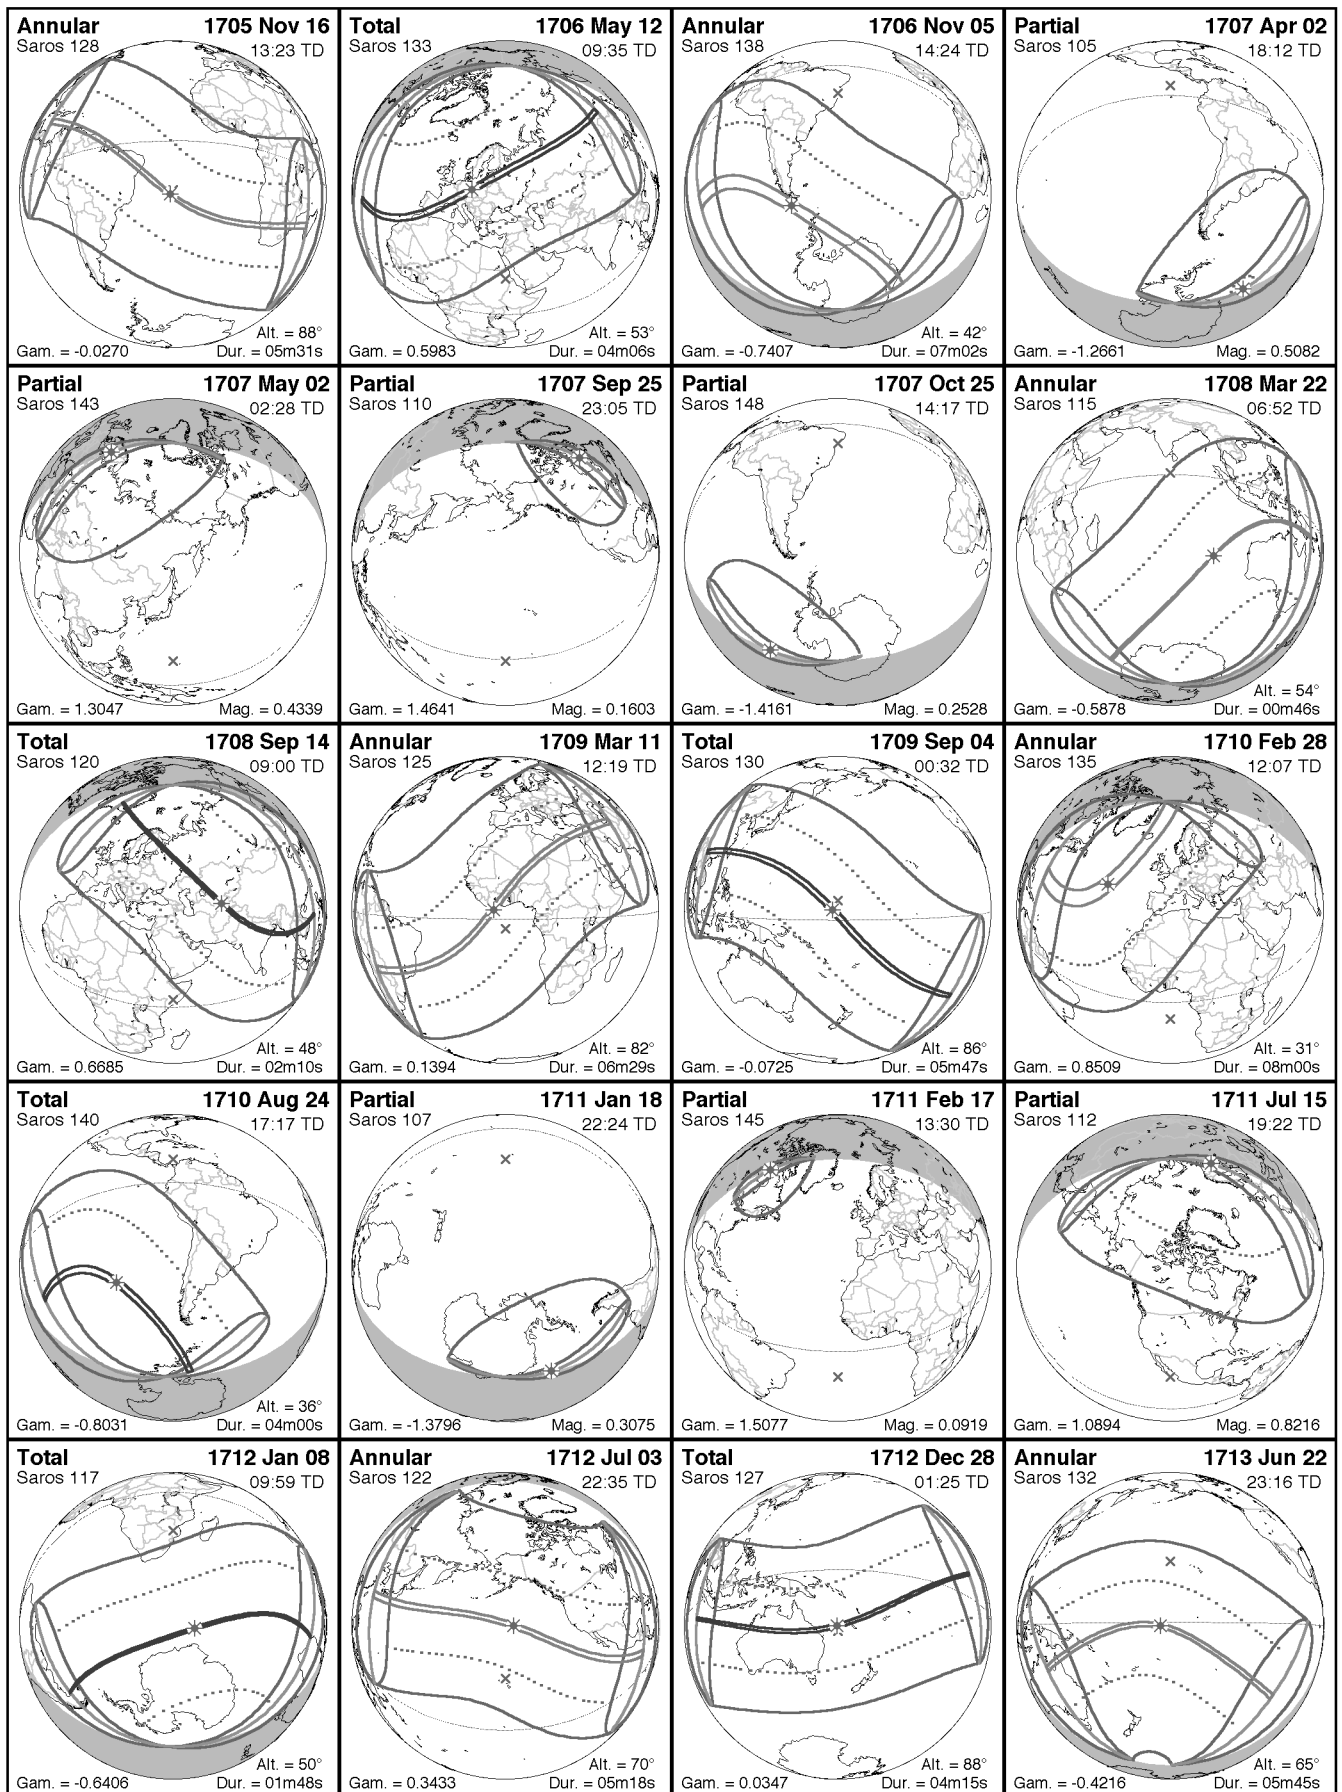 Annular 1705 Nov 16
Saros 128 13:23 TD
Alt. = 88°
Gam. = -0.0270 Dur. = 05m31s
Total 1706 May 12
Saros 133 09:35 TD
Alt. = 53°
Gam. = 0.5983 Dur. = 04m06s
Annular 1706 Nov 05
Saros 138 14:24 TD
Alt. = 42°
Gam. = -0.7407 Dur. = 07m02s
Partial 1707 Apr 02
Saros 105 18:12 TD
Gam. = -1.2661 Mag. = 0.5082
Partial 1707 May 02
Saros 143 02:28 TD
Gam. = 1.3047 Mag. = 0.4339
Partial 1707 Sep 25
Saros 110 23:05 TD
Gam. = 1.4641 Mag. = 0.1603
Partial 1707 Oct 25
Saros 148 14:17 TD
Gam. = -1.4161 Mag. = 0.2528
Annular 1708 Mar 22
Saros 115 06:52 TD
Alt. = 54°
Gam. = -0.5878 Dur. = 00m46s
Total 1708 Sep 14
Saros 120 09:00 TD
Alt. = 48°
Gam. = 0.6685 Dur. = 02m10s
Annular 1709 Mar 11
Saros 125 12:19 TD
Alt. = 82°
Gam. = 0.1394 Dur. = 06m29s
Total 1709 Sep 04
Saros 130 00:32 TD
Alt. = 86°
Gam. = -0.0725 Dur. = 05m47s
Annular 1710 Feb 28
Saros 135 12:07 TD
Alt. = 31°
Gam. = 0.8509 Dur. = 08m00s
Total 1710 Aug 24
Saros 140 17:17 TD
Alt. = 36°
Gam. = -0.8031 Dur. = 04m00s
Partial 1711 Jan 18
Saros 107 22:24 TD
Gam. = -1.3796 Mag. = 0.3075
Partial 1711 Feb 17
Saros 145 13:30 TD
Gam. = 1.5077 Mag. = 0.0919
Partial 1711 Jul 15
Saros 112 19:22 TD
Gam. = 1.0894 Mag. = 0.8216
Total 1712 Jan 08
Saros 117 09:59 TD
Alt. = 50°
Gam. = -0.6406 Dur. = 01m48s
Annular 1712 Jul 03
Saros 122 22:35 TD
Alt. = 70°
Gam. = 0.3433 Dur. = 05m18s
Total 1712 Dec 28
Saros 127 01:25 TD
Alt. = 88°
Gam. = 0.0347 Dur. = 04m15s
Annular 1713 Jun 22
Saros 132 23:16 TD
Alt. = 65°
Gam. = -0.4216 Dur. = 05m45s